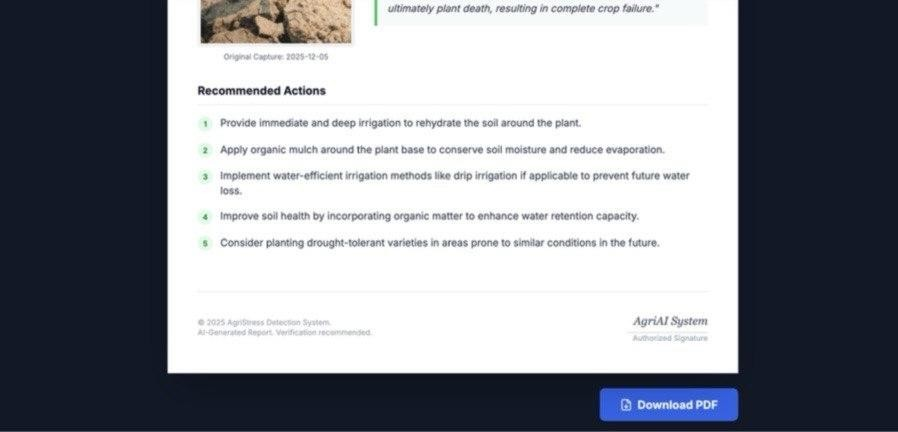 ultimately plant death, resulting in complete crop failure."
Original Capture: 2025-12-05
Recommended Actions
1 Provide immediate and deep irrigation to rehydrate the soil around the plant.
2 Apply organic mulch around the plant base to conserve soil moisture and reduce evaporation.
3 Implement water-efficient irrigation methods like drip irrigation if applicable to prevent future water
loss.
4 Improve soil health by incorporating organic matter to enhance water retention capacity.
5 Consider planting drought-tolerant varieties in areas prone to similar conditions in the future.
© 2025 AgriStress Detection System.
AI-Generated Report. Verification recommended.
AgriAI System
Authorized Signature
Download PDF